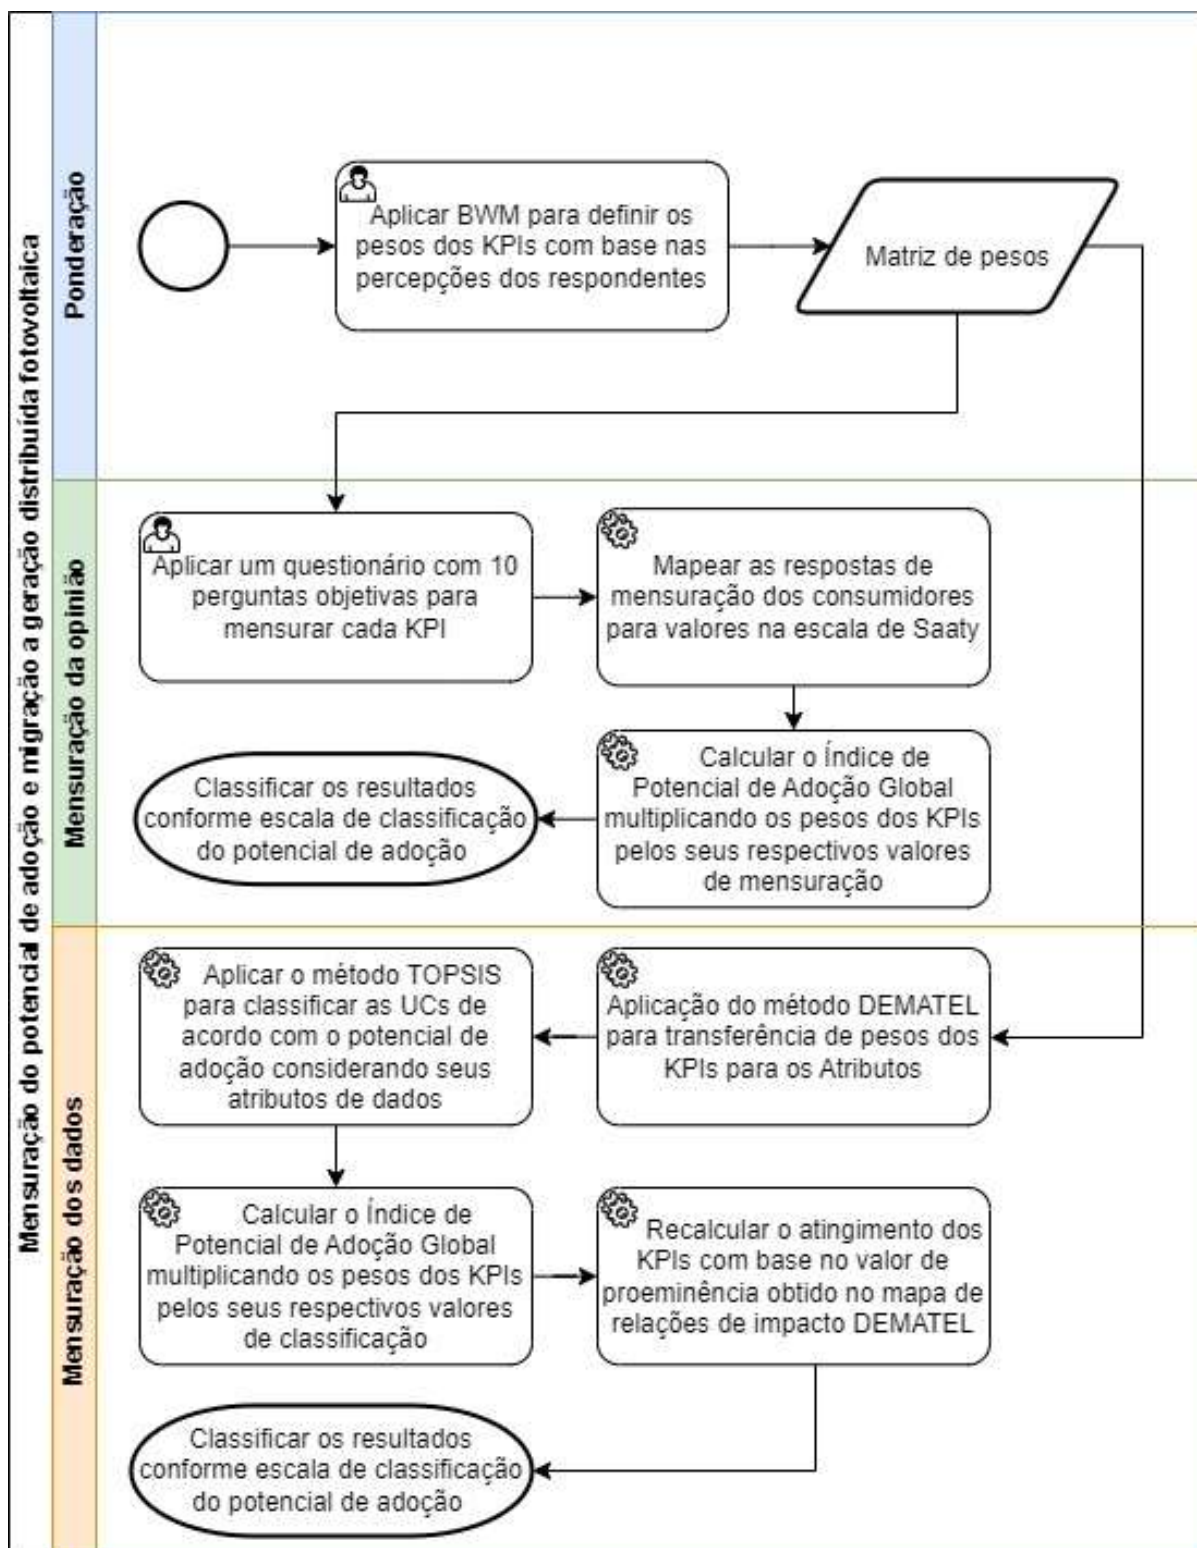 Mensuração do potencial de adoção e migração a geração distribuída fotovoltaica
Ponderação
Aplicar BWM para definir os
pesos dos KPIs com base nas
percepções dos respondentes
Matriz de pesos
Mensuração da opinião
Aplicar um questionário com 10
perguntas objetivas para
mensurar cada KPI
Mapear as respostas de
mensuração dos consumidores
para valores na escala de Saaty
Calcular o Índice de
Potencial de Adoção Global
multiplicando os pesos dos KPIs
pelos seus respectivos valores
de mensuração
Classificar os resultados
conforme escala de classificação
do potencial de adoção
Mensuração dos dados
Aplicação do método DEMATEL
para transferência de pesos dos
KPIs para os Atributos
Aplicar o método TOPSIS
para classificar as UCs de
acordo com o potencial de
adoção considerando seus
atributos de dados
Calcular o Índice de
Potencial de Adoção Global
multiplicando os pesos dos KPIs
pelos seus respectivos valores
de classificação
Recalcular o atingimento dos
KPIs com base no valor de
proeminência obtido no mapa de
relações de impacto DEMATEL
Classificar os resultados
conforme escala de classificação
do potencial de adoção